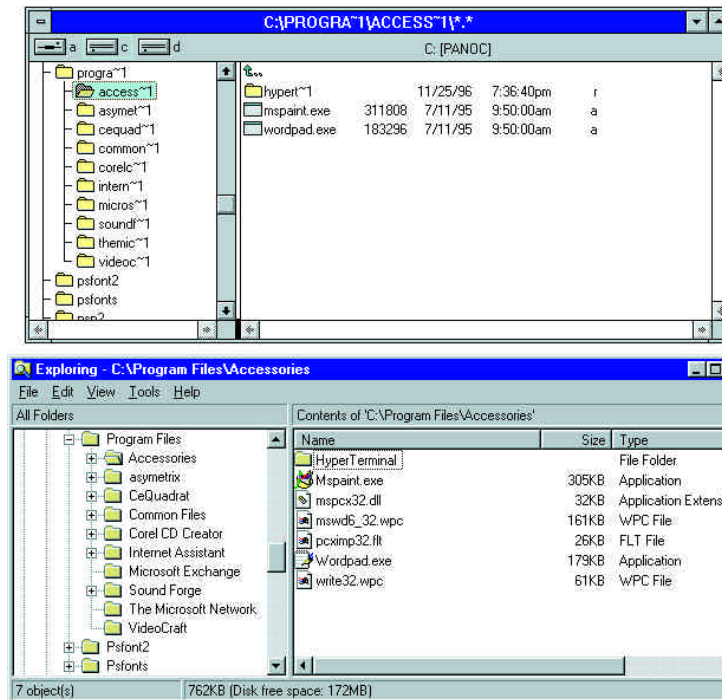 C:\PROGRA~1\ACCESS~1\*.*
a c d C: [PANOC]
progra~1
access~1
asymet~1
cequad~1
common~1
corelc~1
intern~1
micros~1
soundf~1
themic~1
videoc~1
psfont2
psfonts
psp2
..
hypert~1 11/25/96 7:36:40pm r
mspaint.exe 311808 7/11/95 9:50:00am a
wordpad.exe 183296 7/11/95 9:50:00am a
Exploring - C:\Program Files\Accessories
File Edit View Tools Help
All Folders
Contents of 'C:\Program Files\Accessories'
Program Files
Accessories
asymetrix
CeQuadrat
Common Files
Corel CD Creator
Internet Assistant
Microsoft Exchange
Sound Forge
The Microsoft Network
VideoCraft
Psfont2
Psfonts
Name Size Type
HyperTerminal File Folder
Mspaint.exe 305KB Application
mspcx32.dll 32KB Application Extens
mswd6_32.wpc 161KB WPC File
pcximp32.flt 26KB FLT File
Wordpad.exe 179KB Application
write32.wpc 61KB WPC File
7 object(s) 762KB (Disk free space: 172MB)